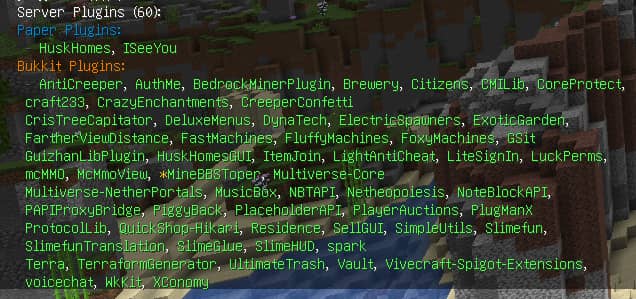 Server Plugins (60):
Paper Plugins:
HuskHomes, ISeeYou
Bukkit Plugins:
AntiCreeper, AuthMe, BedrockMinerPlugin, Brewery, Citizens, CMILib, CoreProtect,
craft233, CrazyEnchantments, CreeperConfetti
CrisTreeCapitator, DeluxeMenus, DynaTech, ElectricSpawners, ExoticGarden,
FartherViewDistance, FastMachines, FluffyMachines, FoxyMachines, GSit
GuizhanLibPlugin, HuskHomesGUI, ItemJoin, LightAntiCheat, LiteSignIn, LuckPerms,
mcMMO, McMmoView, *MineBBSToper, Multiverse-Core
Multiverse-NetherPortals, MusicBox, NBTAPI, Netheopoiesis, NoteBlockAPI,
PAPIProxyBridge, PiggyBack, PlaceholderAPI, PlayerAuctions, PlugManX
ProtocolLib, QuickShop-Hikari, Residence, SellGUI, SimpleUtils, Slimefun,
SlimefunTranslation, SlimeGlue, SlimeHUD, spark
Terra, TerraformGenerator, UltimateTrash, Vault, Vivecraft-Spigot-Extensions,
voicechat, WkKit, XConomy